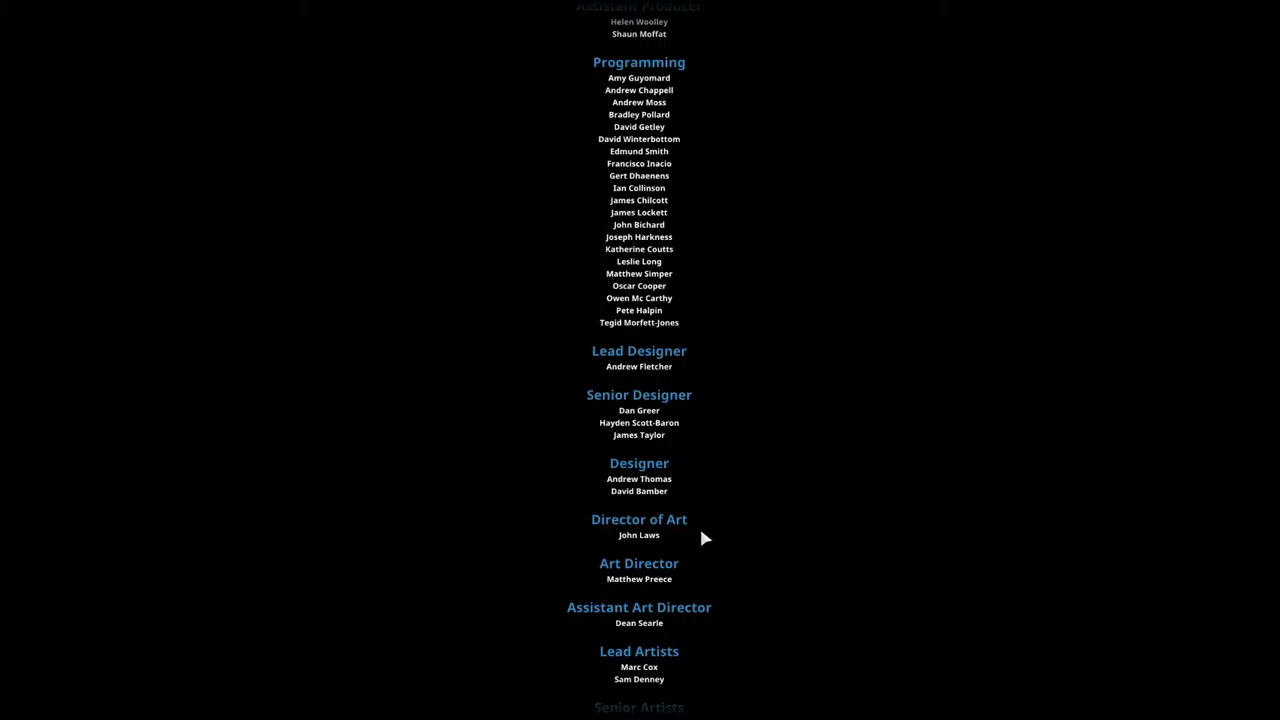 Assistant Producer
Helen Woolley
Shaun Moffat
Programming
Amy Guyomard
Andrew Chappell
Andrew Moss
Bradley Pollard
David Getley
David Winterbottom
Edmund Smith
Francisco Inacio
Gert Dhaenens
Ian Collinson
James Chilcott
James Lockett
John Bichard
Joseph Harkness
Katherine Coutts
Leslie Long
Matthew Simper
Oscar Cooper
Owen Mc Carthy
Pete Halpin
Tegid Morfett-Jones
Lead Designer
Andrew Fletcher
Senior Designer
Dan Greer
Hayden Scott-Baron
James Taylor
Designer
Andrew Thomas
David Bamber
Director of Art
John Laws
Art Director
Matthew Preece
Assistant Art Director
Dean Searle
Lead Artists
Marc Cox
Sam Denney
Senior Artists